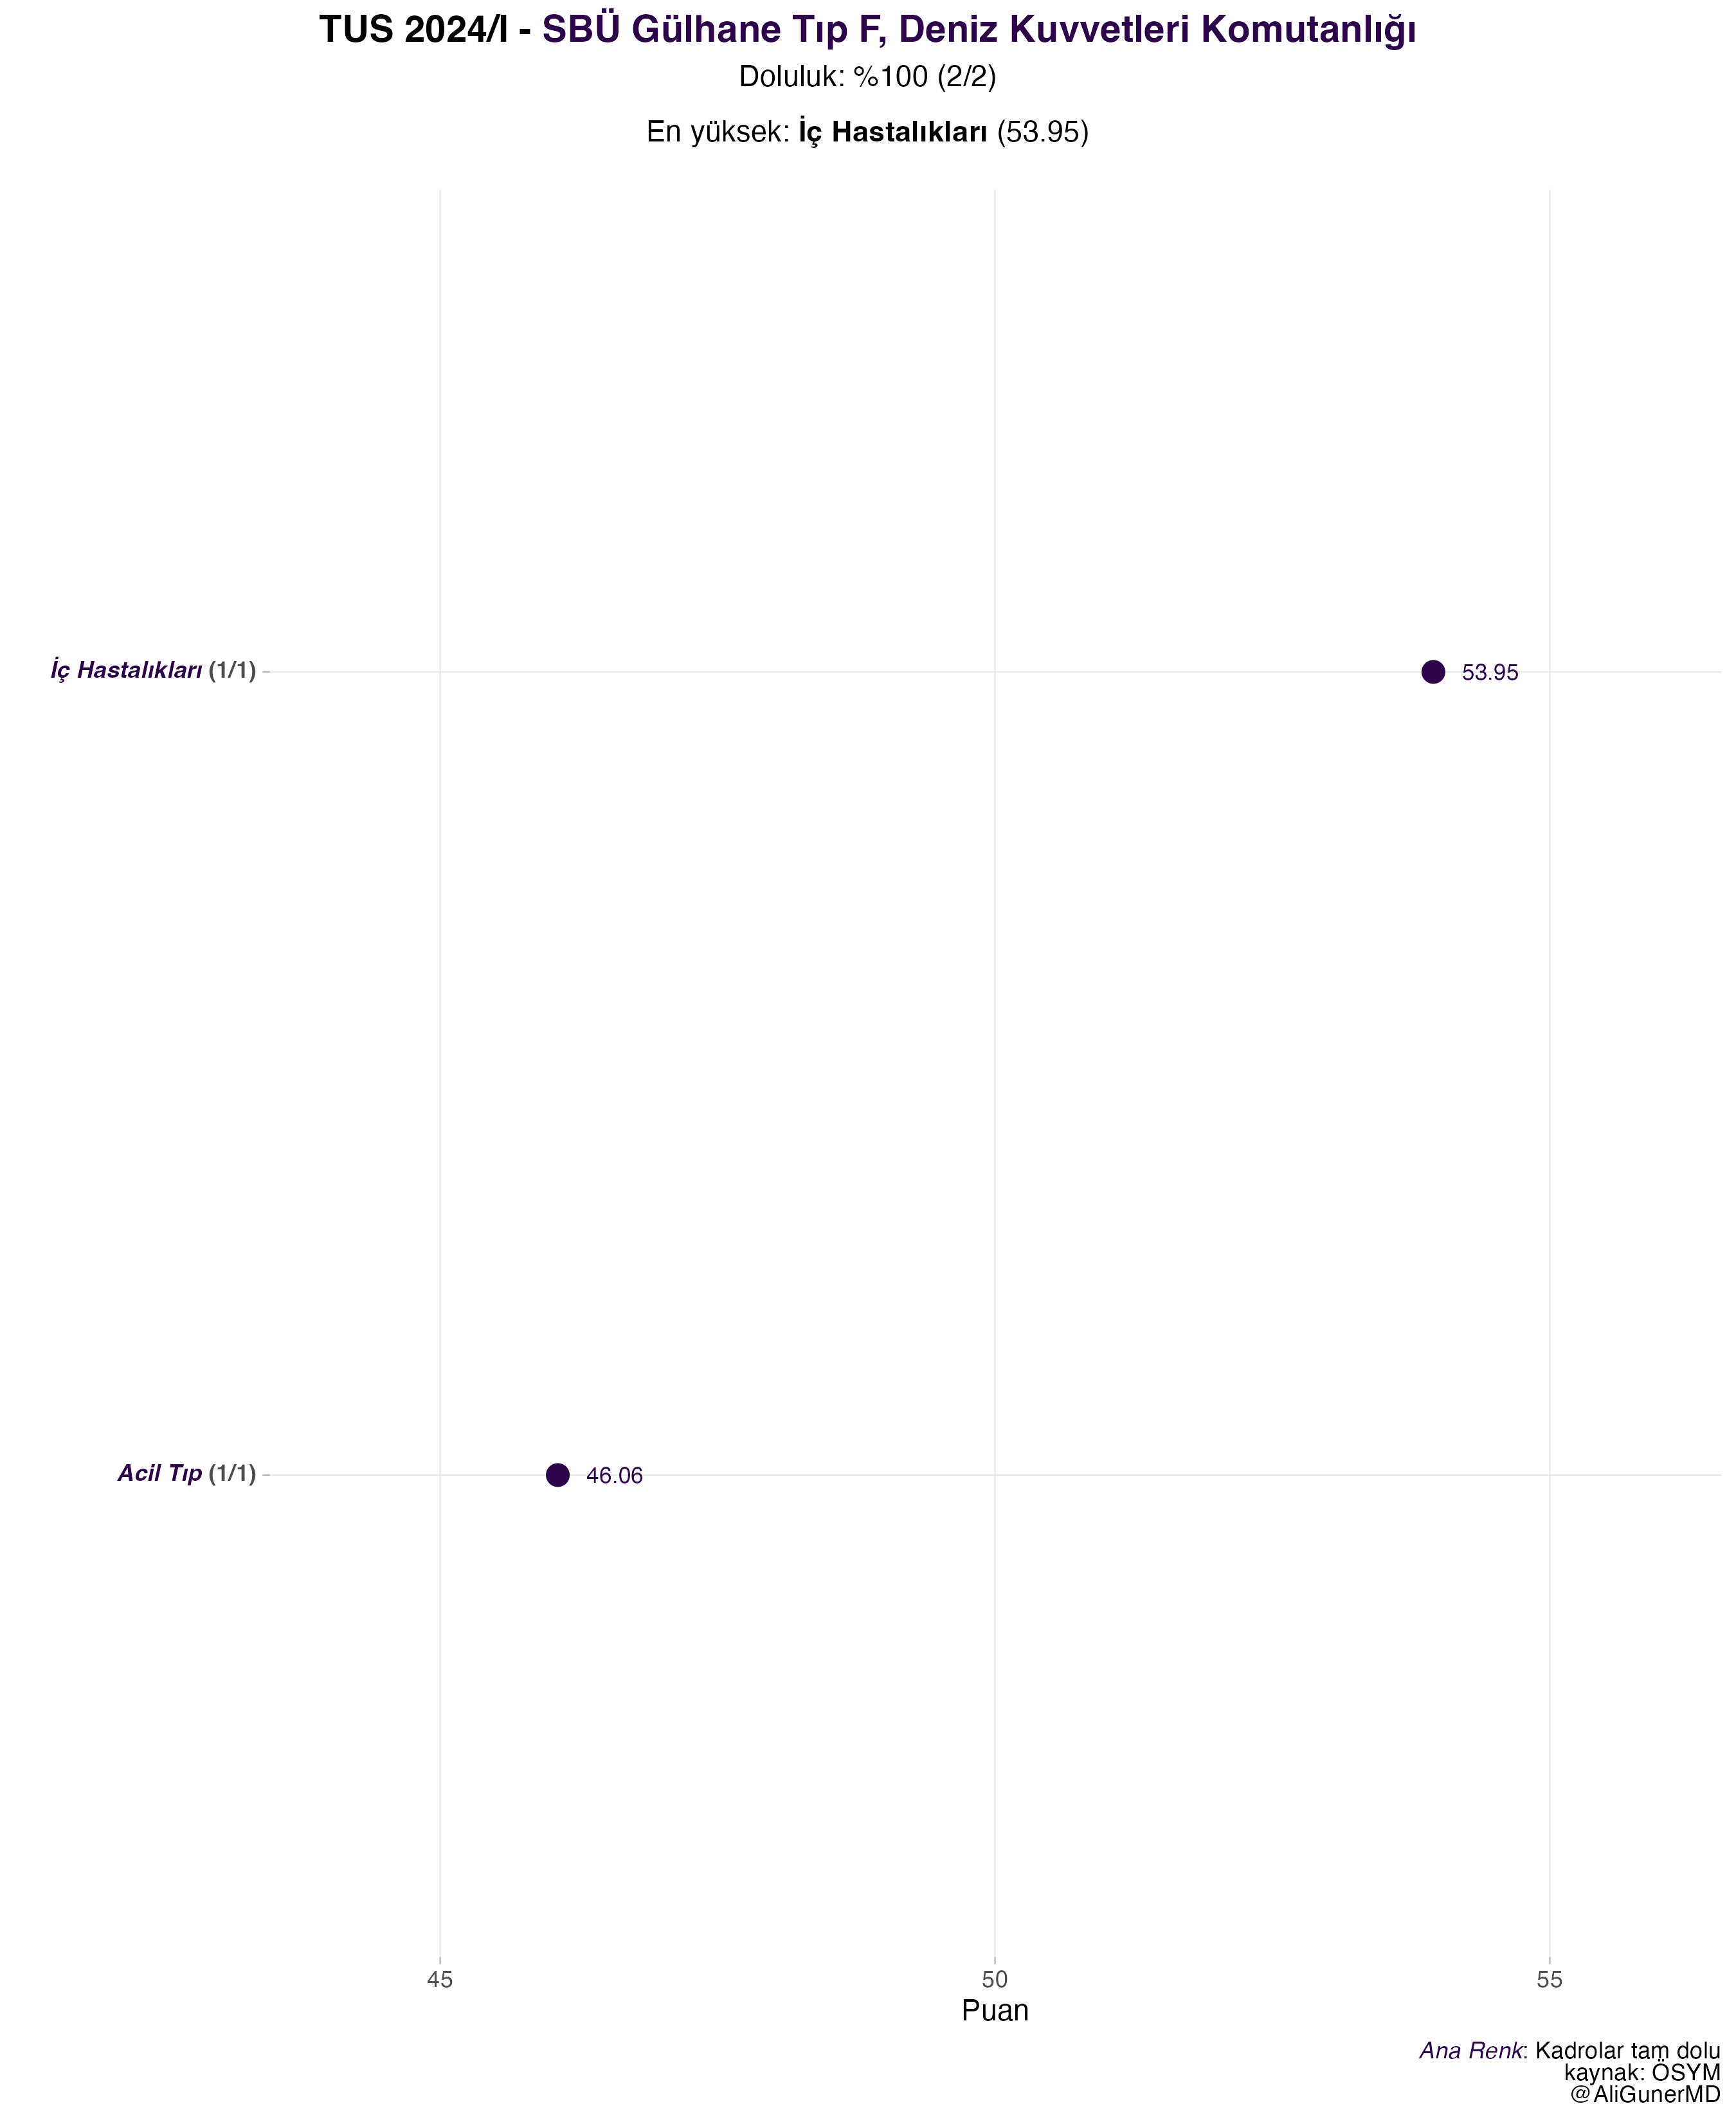 TUS 2024/I - SBÜ Gülhane Tıp F, Deniz Kuvvetleri Komutanlığı
Doluluk: %100 (2/2)
En yüksek: İç Hastalıkları (53.95)
İç Hastalıkları (1/1)
53.95
Acil Tıp (1/1)
46.06
45 50 55
Puan
Ana Renk: Kadrolar tam dolu
kaynak: ÖSYM
@AliGunerMD